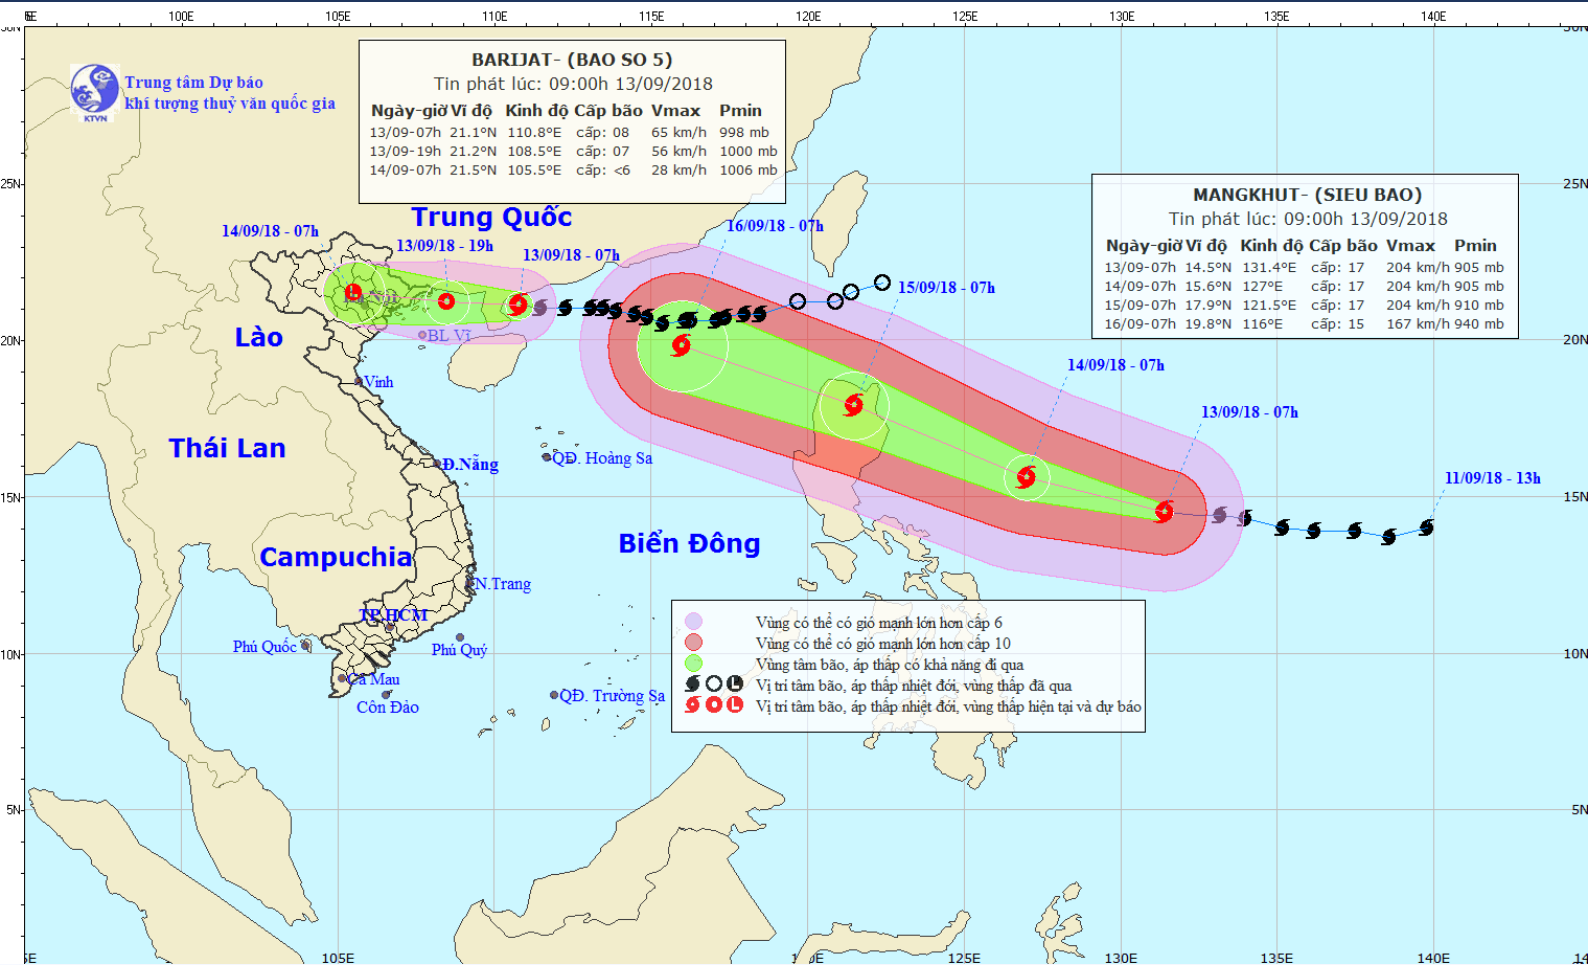 E 100E 105E 110E 115E 120E 125E 130E 135E 140E
30N 30N
BARIJAT- (BAO SO 5)
Tin phát lúc: 09:00h 13/09/2018
Ngày-giờ Vĩ độ Kinh độ Cấp bão Vmax Pmin
13/09-07h 21.1°N 110.8°E cấp: 08 65 km/h 998 mb
13/09-19h 21.2°N 108.5°E cấp: 07 56 km/h 1000 mb
14/09-07h 21.5°N 105.5°E cấp: <6 28 km/h 1006 mb
Trung tâm Dự báo
khí tượng thuỷ văn quốc gia
KTVN
25N 25N
MANGKHUT- (SIEU BAO)
Tin phát lúc: 09:00h 13/09/2018
Ngày-giờ Vĩ độ Kinh độ Cấp bão Vmax Pmin
13/09-07h 14.5°N 131.4°E cấp: 17 204 km/h 905 mb
14/09-07h 15.6°N 127°E cấp: 17 204 km/h 905 mb
15/09-07h 17.9°N 121.5°E cấp: 17 204 km/h 910 mb
16/09-07h 19.8°N 116°E cấp: 15 167 km/h 940 mb
Trung Quốc
14/09/18 - 07h
13/09/18 - 19h
13/09/18 - 07h
16/09/18 - 07h
15/09/18 - 07h
BL Vĩ
Lào
20N 20N
14/09/18 - 07h
Vinh
13/09/18 - 07h
Thái Lan
Đ.Nẵng
QĐ. Hoàng Sa
11/09/18 - 13h
15N 15N
Biển Đông
Campuchia
N.Trang
TP.HCM
Phú Quốc
Phú Quý
10N 10N
Cà Mau
Côn Đảo
QĐ. Trường Sa
Vùng có thể có gió mạnh lớn hơn cấp 6
Vùng có thể có gió mạnh lớn hơn cấp 10
Vùng tâm bão, áp thấp có khả năng đi qua
L Vị trí tâm bão, áp thấp nhiệt đới, vùng thấp đã qua
L Vị trí tâm bão, áp thấp nhiệt đới, vùng thấp hiện tại và dự báo
5N 5N
105E 115E 120E 125E 130E 135E 140E